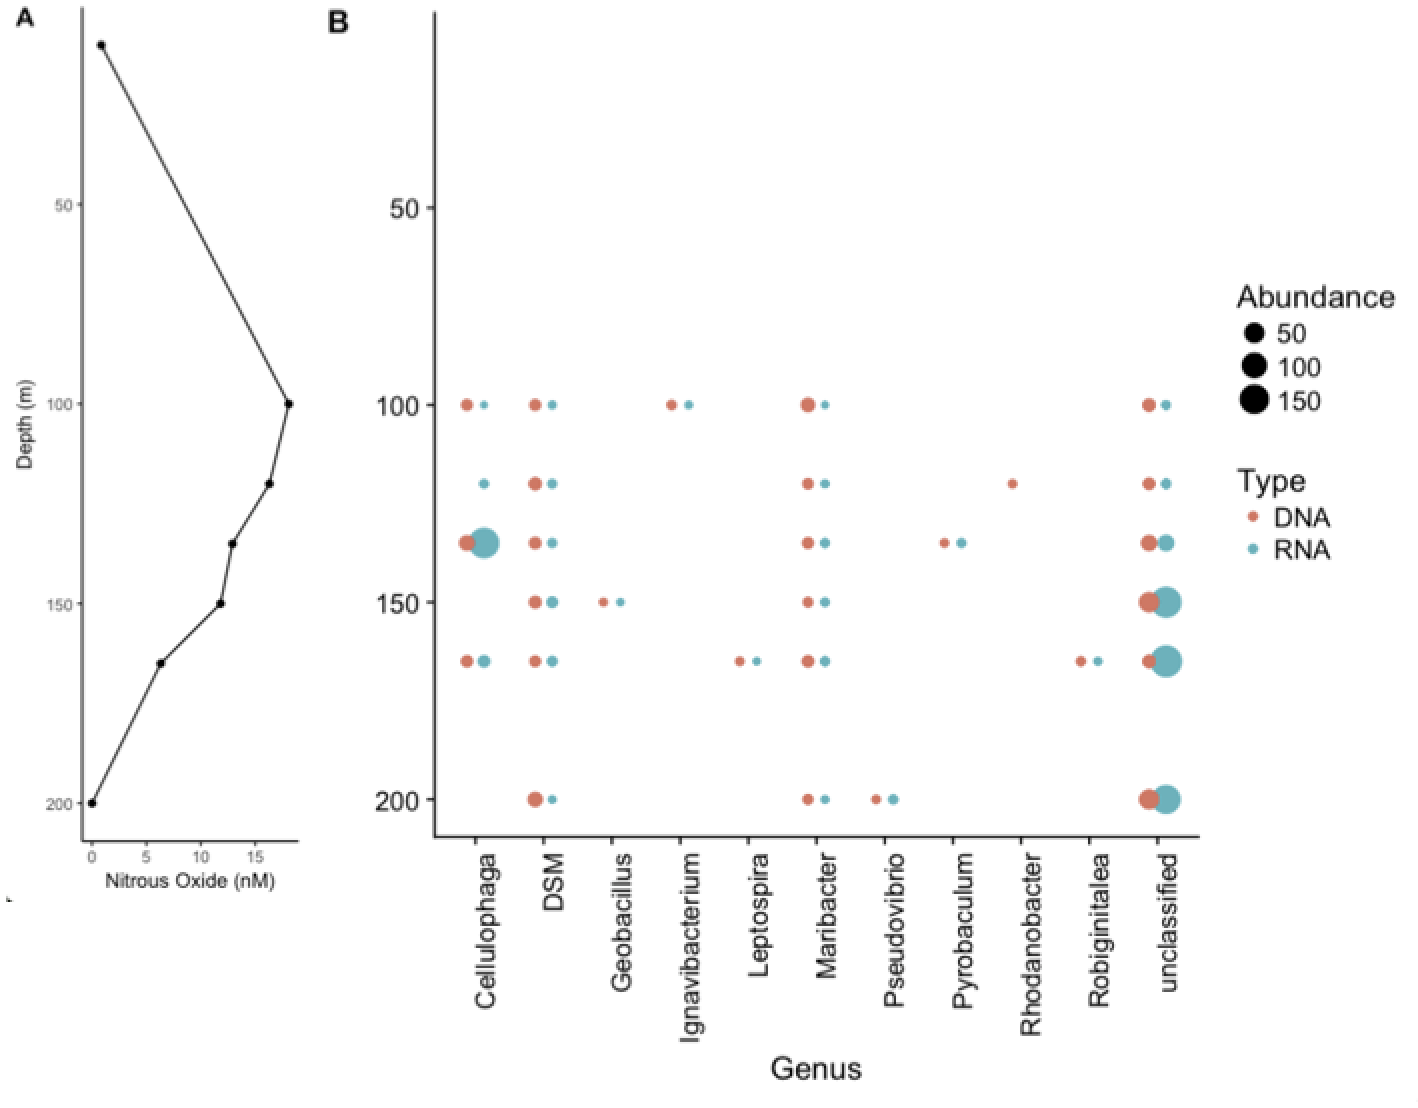 A
50
100
150
200
Depth (m)
0 5 10 15
Nitrous Oxide (nM)
B
50
100
150
200
Cellulophaga
DSM
Geobacillus
Ignavibacterium
Leptospira
Maribacter
Pseudovibrio
Pyrobaculum
Rhodanobacter
Robiginitalea
unclassified
Genus
Abundance
50
100
150
Type
DNA
RNA